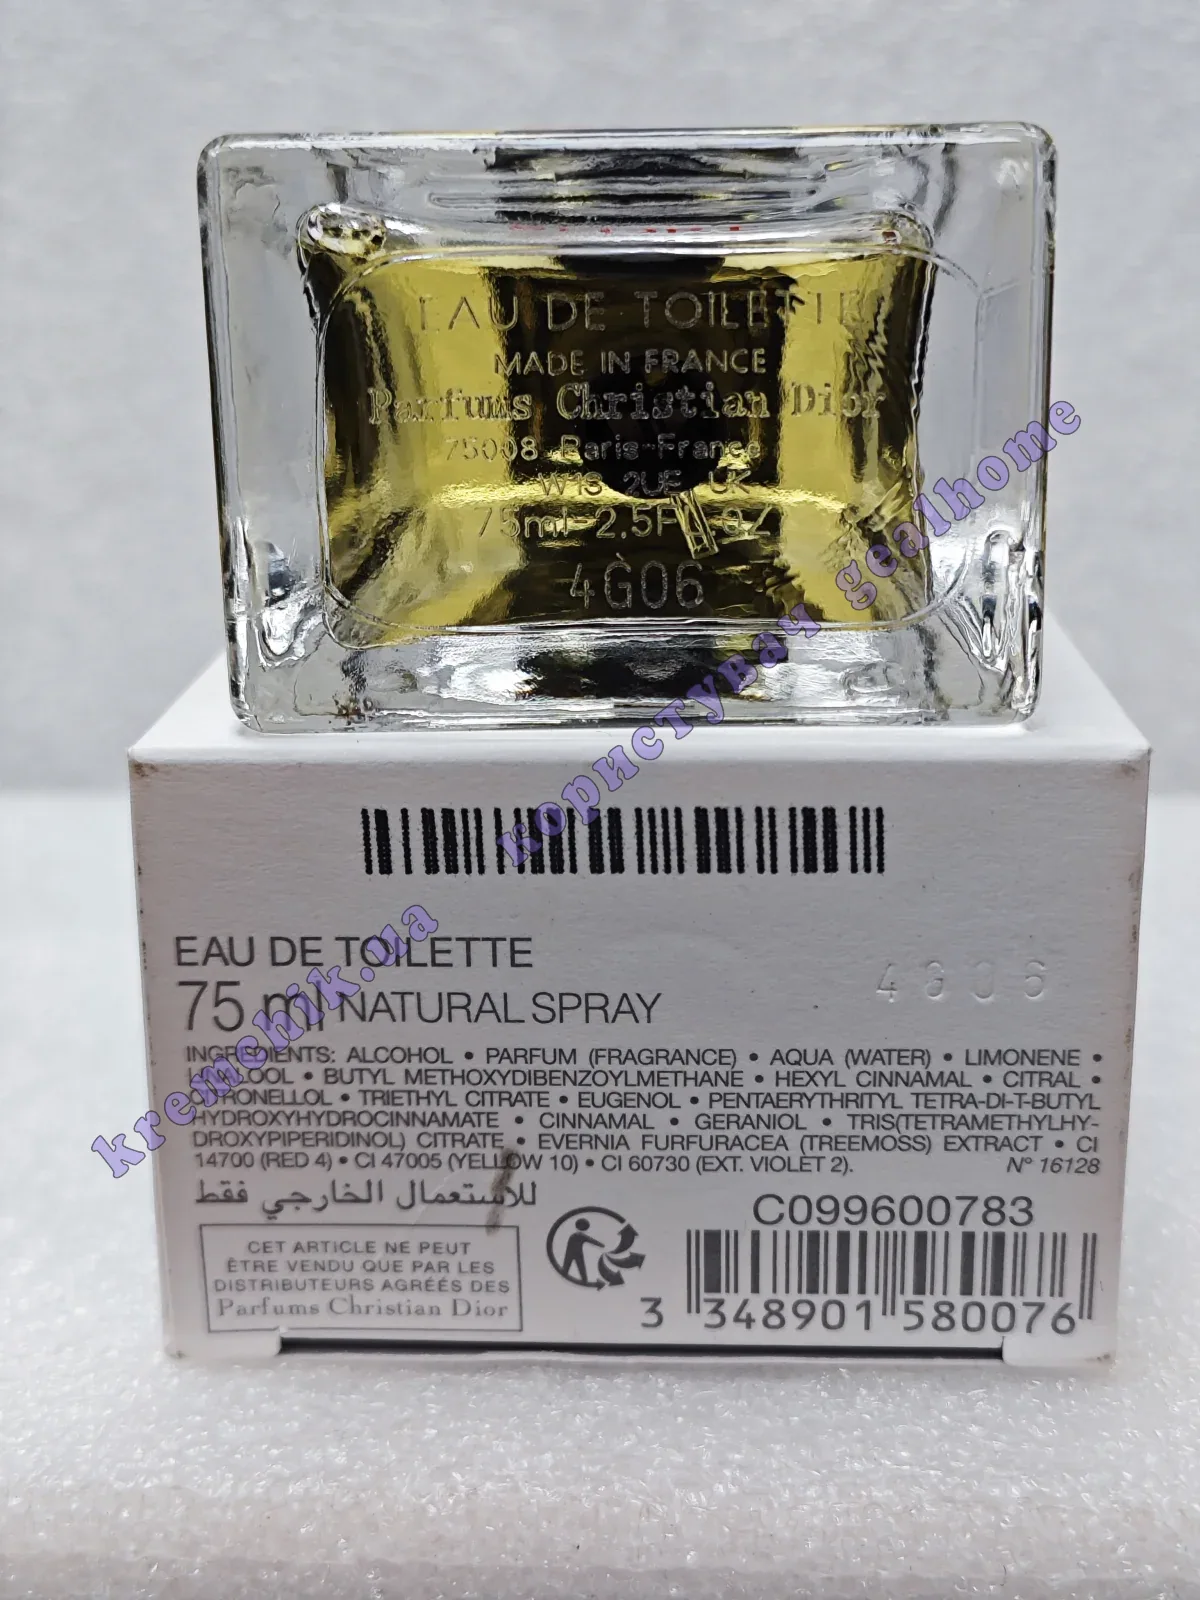 EAU DE TOILETTE
MADE IN FRANCE
Parfums Christian Dior
75008 Paris-France
W1S 2UE UK
75ml 2.5Fl.oz
4G06
користувач gealhome
EAU DE TOILETTE
4G06
75 ml NATURAL SPRAY
kremchik.ua
INGREDIENTS: ALCOHOL • PARFUM (FRAGRANCE) • AQUA (WATER) • LIMONENE •
LINALOOL • BUTYL METHOXYDIBENZOYLMETHANE • HEXYL CINNAMAL • CITRAL •
CITRONELLOL • TRIETHYL CITRATE • EUGENOL • PENTAERYTHRITYL TETRA-DI-T-BUTYL
HYDROXYHYDROCINNAMATE • CINNAMAL • GERANIOL • TRIS(TETRAMETHYLHY-
DROXYPIPERIDINOL) CITRATE • EVERNIA FURFURACEA (TREEMOSS) EXTRACT • CI
14700 (RED 4) • CI 47005 (YELLOW 10) • CI 60730 (EXT. VIOLET 2). N° 16128
للاستعمال الخارجي فقط
C099600783
CET ARTICLE NE PEUT
ÊTRE VENDU QUE PAR LES
DISTRIBUTEURS AGRÉÉS DES
Parfums Christian Dior
3 348901 580076